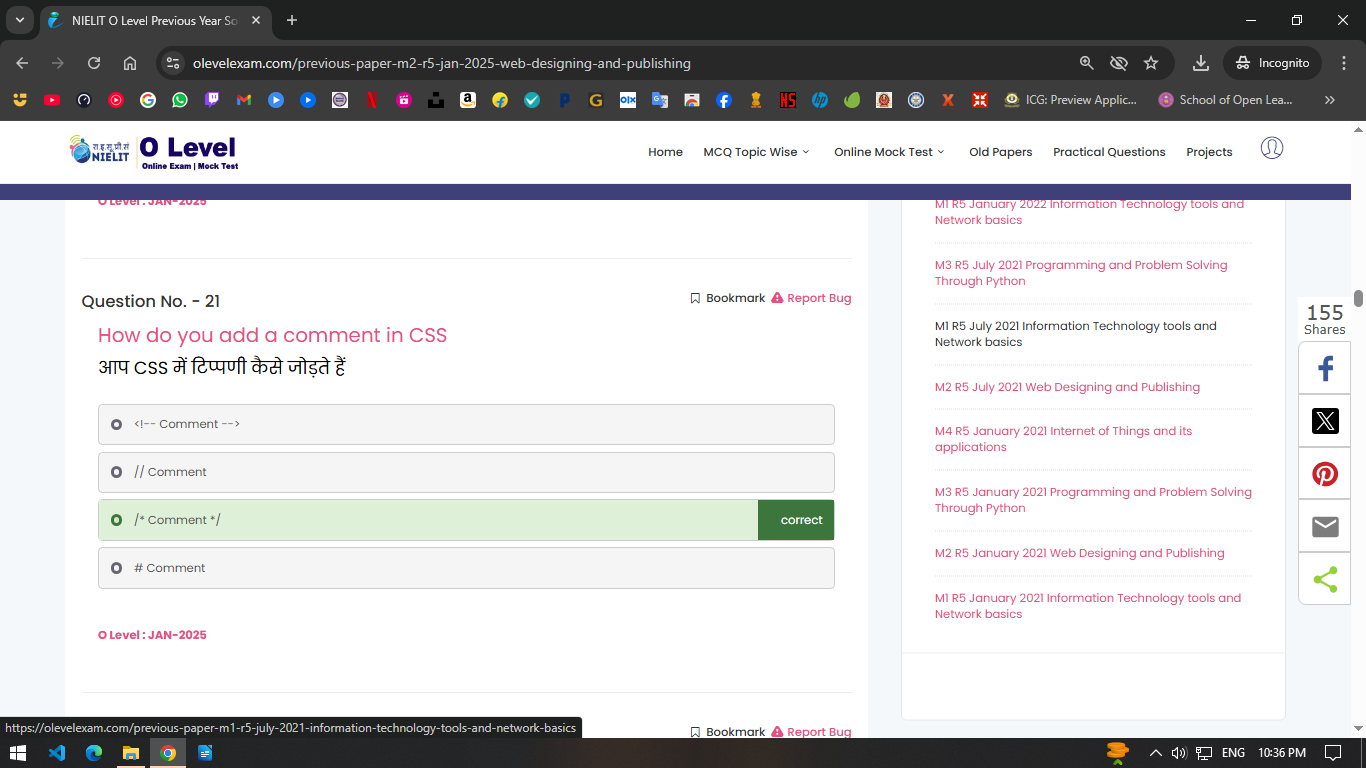 NIELIT O Level Previous Year So
olevelexam.com/previous-paper-m2-r5-jan-2025-web-designing-and-publishing
Incognito
ICG: Preview Applic...
School of Open Lea...
रा.इ.सू.प्रौ.सं
NIELIT
O Level
Online Exam | Mock Test
Home
MCQ Topic Wise
Online Mock Test
Old Papers
Practical Questions
Projects
O Level : JAN-2025
Question No. - 21
Bookmark
Report Bug
How do you add a comment in CSS
आप CSS में टिप्पणी कैसे जोड़ते हैं
<!-- Comment -->
// Comment
/* Comment */
correct
# Comment
O Level : JAN-2025
Bookmark
Report Bug
M1 R5 January 2022 Information Technology tools and
Network basics
M3 R5 July 2021 Programming and Problem Solving
Through Python
M1 R5 July 2021 Information Technology tools and
Network basics
M2 R5 July 2021 Web Designing and Publishing
M4 R5 January 2021 Internet of Things and its
applications
M3 R5 January 2021 Programming and Problem Solving
Through Python
M2 R5 January 2021 Web Designing and Publishing
M1 R5 January 2021 Information Technology tools and
Network basics
155
Shares
https://olevelexam.com/previous-paper-m1-r5-july-2021-information-technology-tools-and-network-basics
ENG
10:36 PM